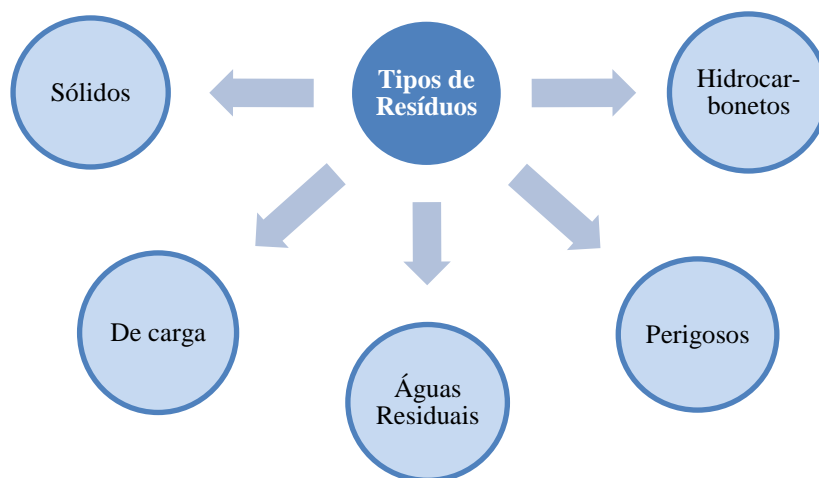 Tipos de
Resíduos
Sólidos
Hidrocar-
bonetos
De carga
Perigosos
Águas
Residuais